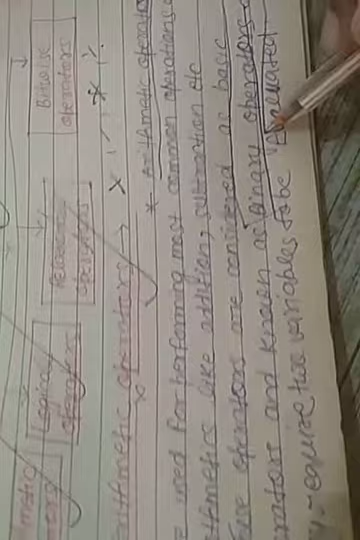 Bitwise
operators
Relational
operators
Logical
operators
Arithmetic operators →
* Arithmetic operators
used for performing most common operations
arithmetics like addition, subtraction etc
operators are considered as basic
operators and known as binary operators
require two variables to be evaluated